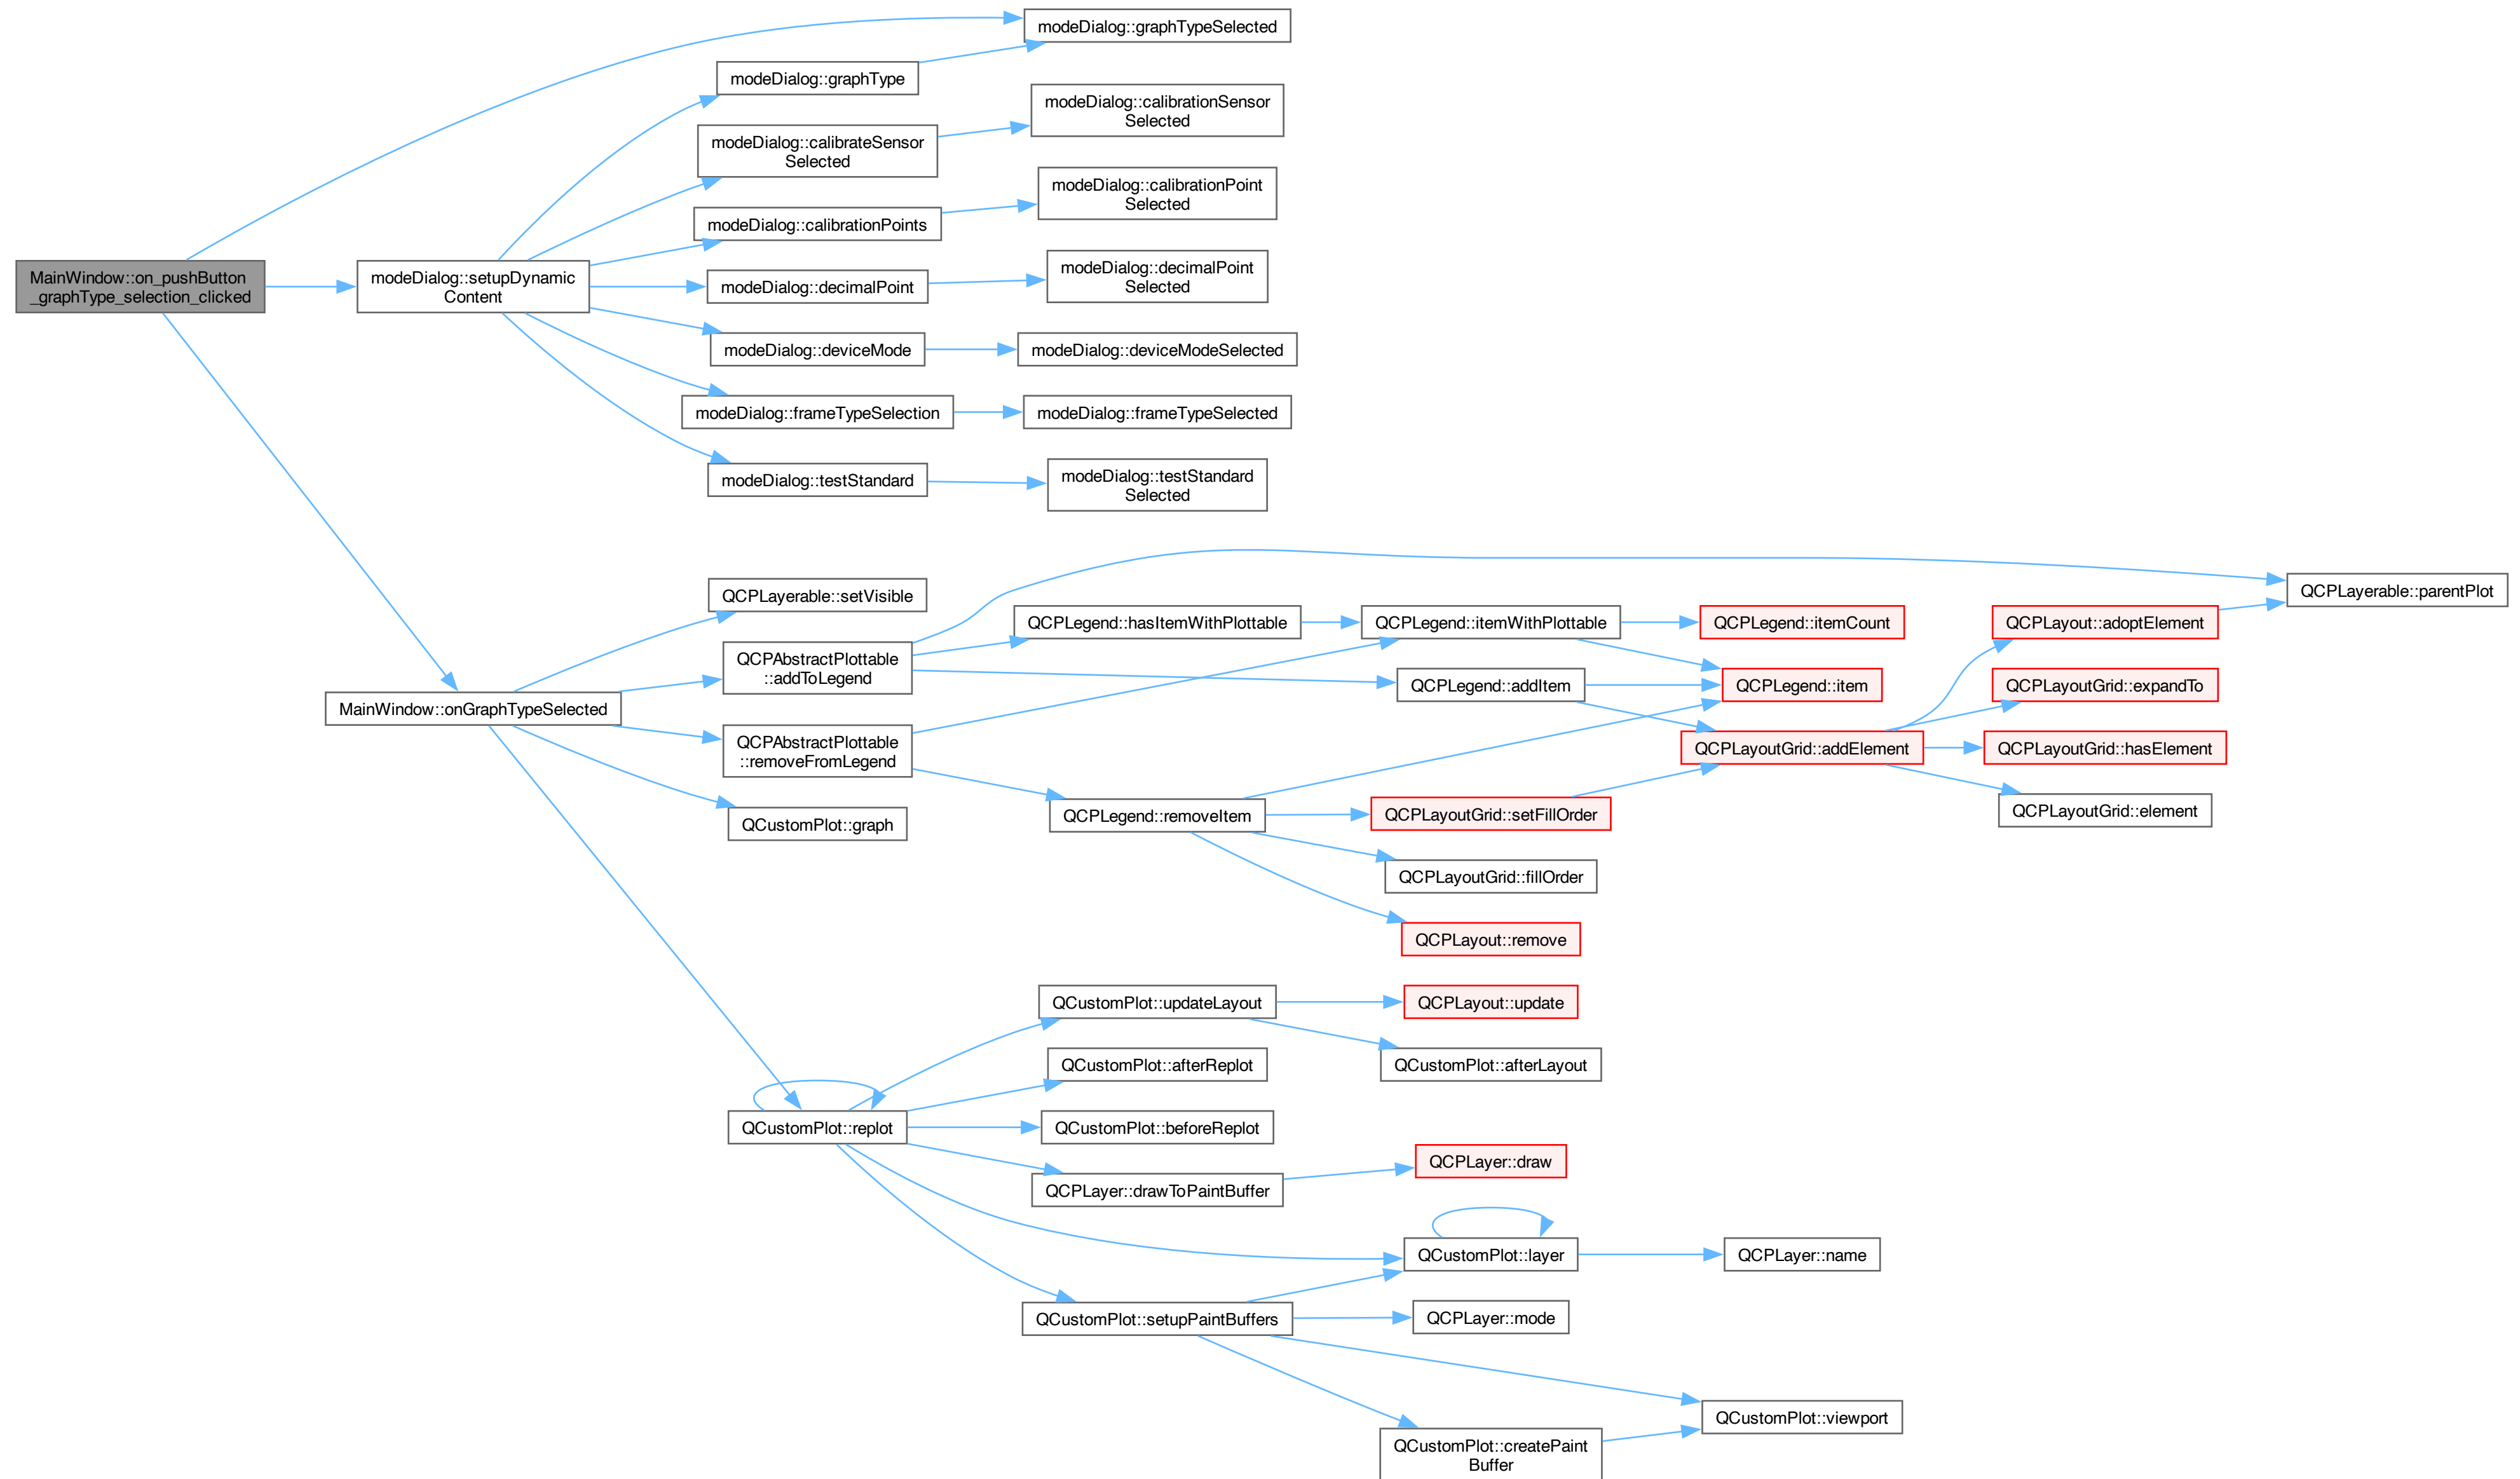 modeDialog::graphTypeSelected
modeDialog::graphType
modeDialog::calibrationSensor
Selected
modeDialog::calibrateSensor
Selected
modeDialog::calibrationPoint
Selected
modeDialog::calibrationPoints
MainWindow::on_pushButton
_graphType_selection_clicked
modeDialog::setupDynamic
Content
modeDialog::decimalPoint
modeDialog::decimalPoint
Selected
modeDialog::deviceMode
modeDialog::deviceModeSelected
modeDialog::frameTypeSelection
modeDialog::frameTypeSelected
modeDialog::testStandard
modeDialog::testStandard
Selected
QCPLayerable::setVisible
QCPLayerable::parentPlot
QCPLegend::hasItemWithPlottable
QCPLegend::itemWithPlottable
QCPLegend::itemCount
QCPLayout::adoptElement
QCPAbstractPlottable
::addToLegend
QCPLegend::addItem
QCPLegend::item
QCPLayoutGrid::expandTo
MainWindow::onGraphTypeSelected
QCPAbstractPlottable
::removeFromLegend
QCPLayoutGrid::addElement
QCPLayoutGrid::hasElement
QCustomPlot::graph
QCPLegend::removeItem
QCPLayoutGrid::setFillOrder
QCPLayoutGrid::element
QCPLayoutGrid::fillOrder
QCPLayout::remove
QCustomPlot::updateLayout
QCPLayout::update
QCustomPlot::afterReplot
QCustomPlot::afterLayout
QCustomPlot::replot
QCustomPlot::beforeReplot
QCPLayer::drawToPaintBuffer
QCPLayer::draw
QCustomPlot::layer
QCPLayer::name
QCustomPlot::setupPaintBuffers
QCPLayer::mode
QCustomPlot::viewport
QCustomPlot::createPaint
Buffer